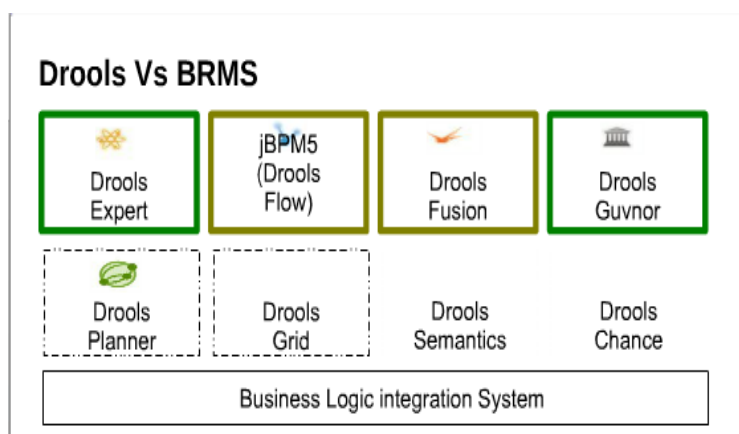 Drools Vs BRMS
Drools
Expert
jBPM5
(Drools
Flow)
Drools
Fusion
Drools
Guvnor
Drools
Planner
Drools
Grid
Drools
Semantics
Drools
Chance
Business Logic integration System